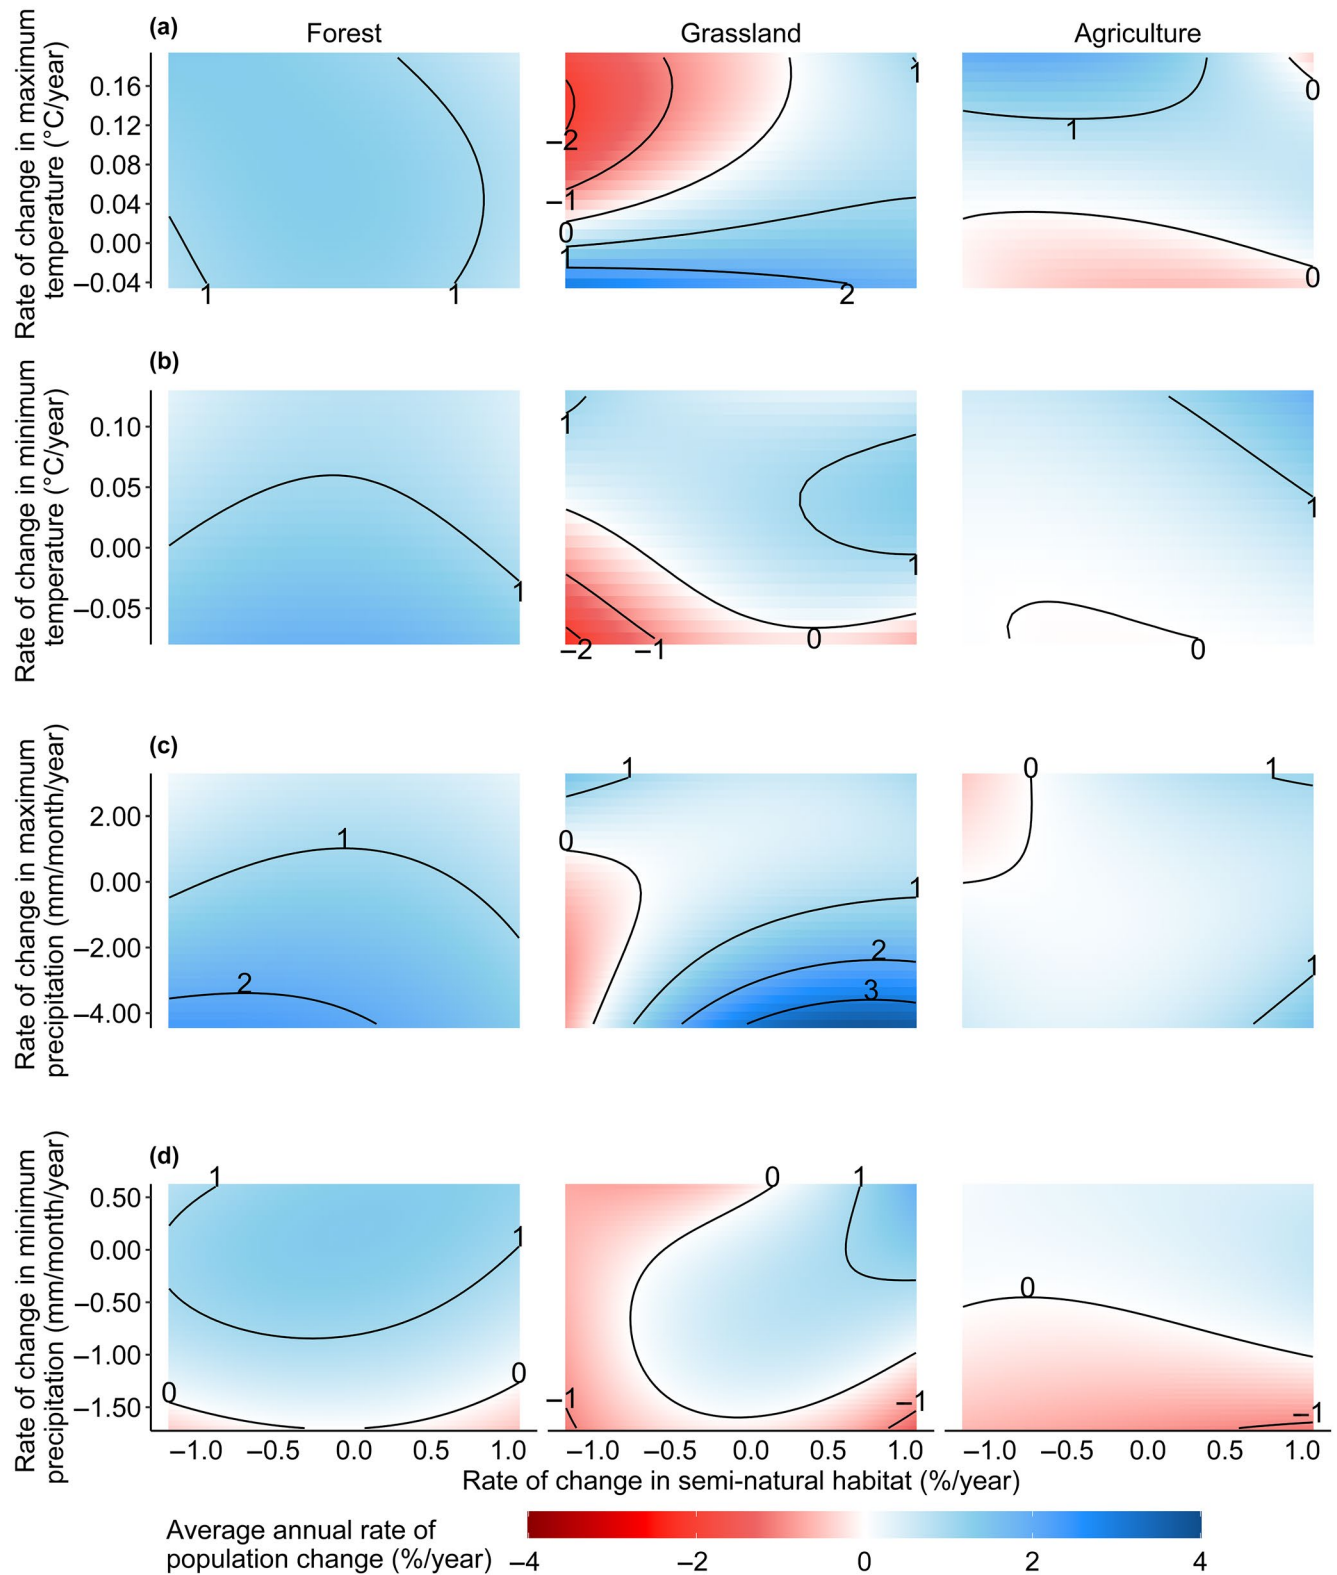 (a)
Forest
Grassland
Agriculture
Rate of change in maximum
temperature (°C/year)
0.16
0.12
0.08
0.04
0.00
−0.04
1
1
−2
−1
0
1
2
1
1
0
0
(b)
Rate of change in minimum
temperature (°C/year)
0.10
0.05
0.00
−0.05
1
1
−2
−1
0
1
1
0
(c)
Rate of change in maximum
precipitation (mm/month/year)
2.00
0.00
−2.00
−4.00
1
2
1
0
1
2
3
0
1
1
(d)
Rate of change in minimum
precipitation (mm/month/year)
0.50
0.00
−0.50
−1.00
−1.50
1
1
0
0
0
1
−1
−1
0
−1
−1.0 −0.5 0.0 0.5 1.0
−1.0 −0.5 0.0 0.5 1.0
−1.0 −0.5 0.0 0.5 1.0
Rate of change in semi-natural habitat (%/year)
Average annual rate of
population change (%/year)
−4 −2 0 2 4